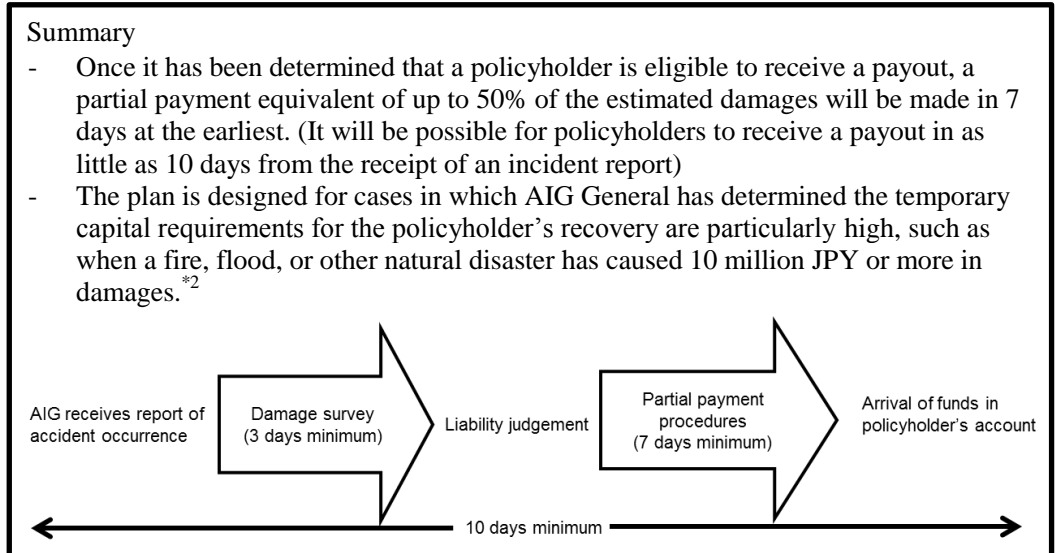 Summary
- Once it has been determined that a policyholder is eligible to receive a payout, a
partial payment equivalent of up to 50% of the estimated damages will be made in 7
days at the earliest. (It will be possible for policyholders to receive a payout in as
little as 10 days from the receipt of an incident report)
- The plan is designed for cases in which AIG General has determined the temporary
capital requirements for the policyholder’s recovery are particularly high, such as
when a fire, flood, or other natural disaster has caused 10 million JPY or more in
damages.*2
AIG receives report of
accident occurrence
Damage survey
(3 days minimum)
Liability judgement
Partial payment
procedures
(7 days minimum)
Arrival of funds in
policyholder’s account
10 days minimum